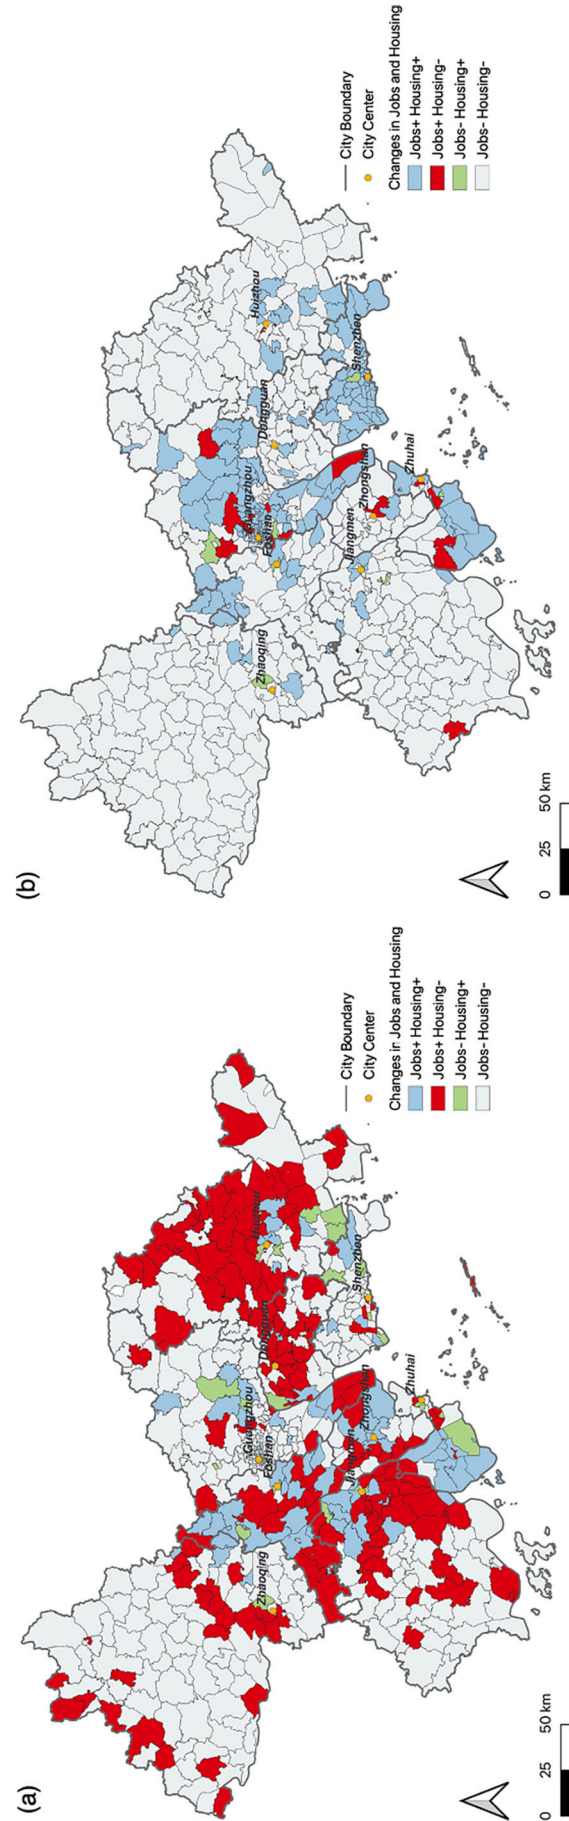 (a)
Zhaoqing
Guangzhou
Foshan
Dongguan
Huizhou
Jiangmen
Zhongshan
Shenzhen
Zhuhai
City Boundary
City Center
Changes in Jobs and Housing
Jobs+ Housing+
Jobs+ Housing-
Jobs- Housing+
Jobs- Housing-
0 25 50 km
(b)
Zhaoqing
Guangzhou
Foshan
Dongguan
Huizhou
Jiangmen
Zhongshan
Shenzhen
Zhuhai
City Boundary
City Center
Changes in Jobs and Housing
Jobs+ Housing+
Jobs+ Housing-
Jobs- Housing+
Jobs- Housing-
0 25 50 km